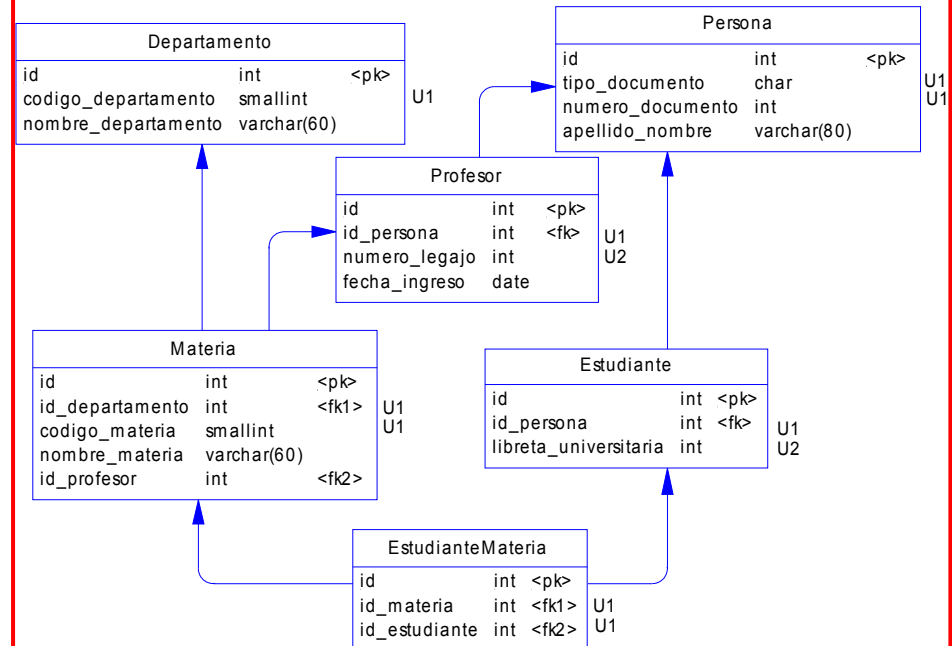 Departamento
id int <pk>
codigo_departamento smallint U1
nombre_departamento varchar(60)
Persona
id int <pk>
tipo_documento char U1
numero_documento int U1
apellido_nombre varchar(80)
Profesor
id int <pk>
id_persona int <fk> U1
numero_legajo int U2
fecha_ingreso date
Materia
id int <pk>
id_departamento int <fk1> U1
codigo_materia smallint U1
nombre_materia varchar(60)
id_profesor int <fk2>
Estudiante
id int <pk>
id_persona int <fk> U1
libreta_universitaria int U2
EstudianteMateria
id int <pk>
id_materia int <fk1> U1
id_estudiante int <fk2> U1